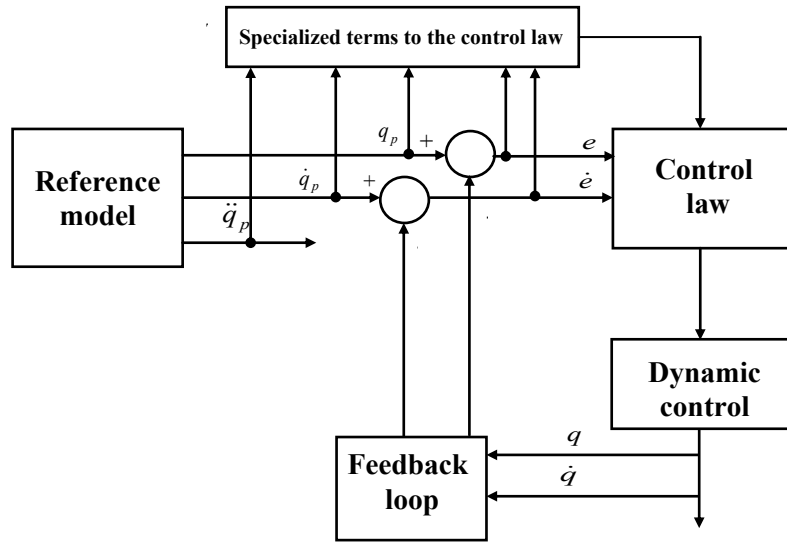 Specialized terms to the control law
q_p +
e
Reference
model
q̇_p +
ė
Control
law
q̈_p
Dynamic
control
q
Feedback
loop
q̇